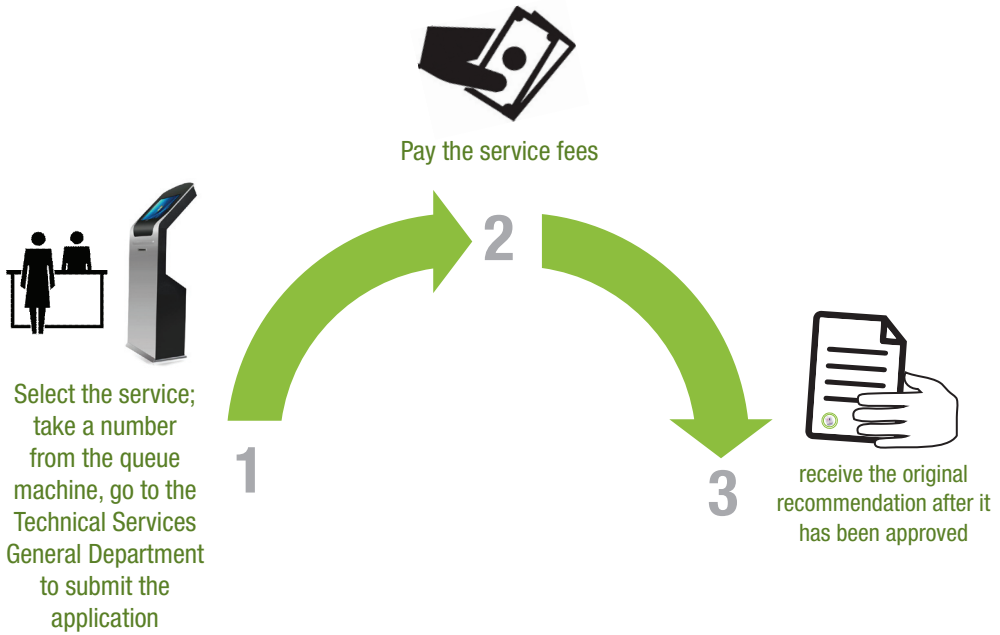 Pay the service fees
2
Select the service;
take a number
from the queue
machine, go to the
Technical Services
General Department
to submit the
application
1
3
receive the original
recommendation after it
has been approved